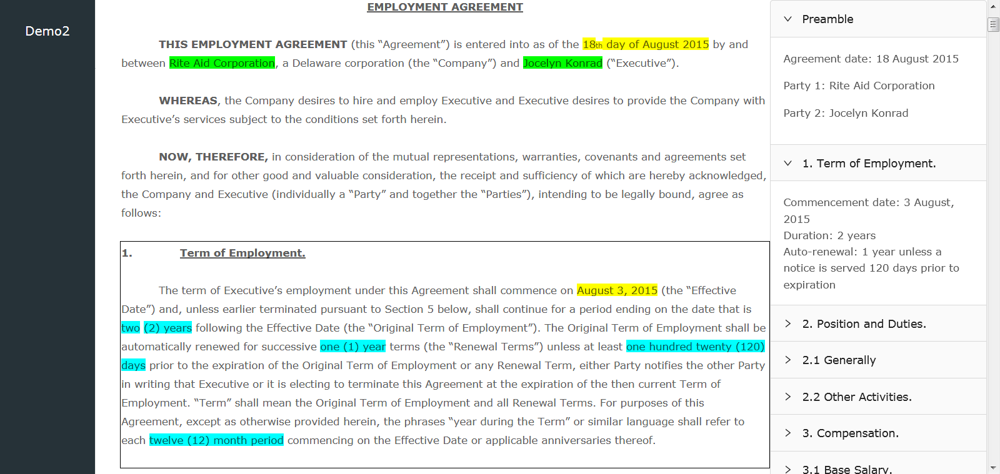 Demo2
EMPLOYMENT AGREEMENT
THIS EMPLOYMENT AGREEMENT (this “Agreement”) is entered into as of the 18th day of August 2015 by and
between Rite Aid Corporation, a Delaware corporation (the “Company”) and Jocelyn Konrad (“Executive”).
WHEREAS, the Company desires to hire and employ Executive and Executive desires to provide the Company with
Executive’s services subject to the conditions set forth herein.
NOW, THEREFORE, in consideration of the mutual representations, warranties, covenants and agreements set
forth herein, and for other good and valuable consideration, the receipt and sufficiency of which are hereby acknowledged,
the Company and Executive (individually a “Party” and together the “Parties”), intending to be legally bound, agree as
follows:
1. Term of Employment.
The term of Executive’s employment under this Agreement shall commence on August 3, 2015 (the “Effective
Date”) and, unless earlier terminated pursuant to Section 5 below, shall continue for a period ending on the date that is
two (2) years following the Effective Date (the “Original Term of Employment”). The Original Term of Employment shall be
automatically renewed for successive one (1) year terms (the “Renewal Terms”) unless at least one hundred twenty (120)
days prior to the expiration of the Original Term of Employment or any Renewal Term, either Party notifies the other Party
in writing that Executive or it is electing to terminate this Agreement at the expiration of the then current Term of
Employment. “Term” shall mean the Original Term of Employment and all Renewal Terms. For purposes of this
Agreement, except as otherwise provided herein, the phrases “year during the Term” or similar language shall refer to
each twelve (12) month period commencing on the Effective Date or applicable anniversaries thereof.
Preamble
Agreement date: 18 August 2015
Party 1: Rite Aid Corporation
Party 2: Jocelyn Konrad
1. Term of Employment.
Commencement date: 3 August,
2015
Duration: 2 years
Auto-renewal: 1 year unless a
notice is served 120 days prior to
expiration
2. Position and Duties.
2.1 Generally
2.2 Other Activities.
3. Compensation.
3.1 Base Salary.